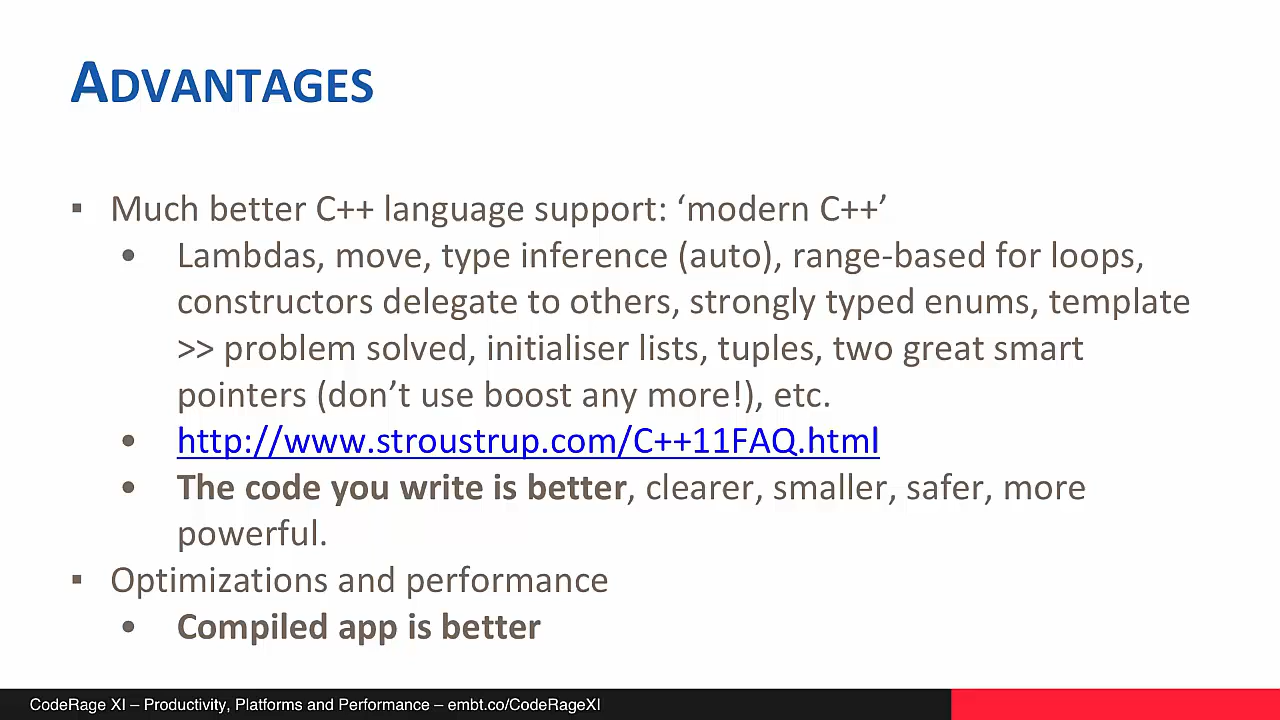 ADVANTAGES
▪ Much better C++ language support: ‘modern C++’
• Lambdas, move, type inference (auto), range-based for loops,
constructors delegate to others, strongly typed enums, template
>> problem solved, initialiser lists, tuples, two great smart
pointers (don’t use boost any more!), etc.
• http://www.stroustrup.com/C++11FAQ.html
• The code you write is better, clearer, smaller, safer, more
powerful.
▪ Optimizations and performance
• Compiled app is better
CodeRage XI – Productivity, Platforms and Performance – embt.co/CodeRageXI